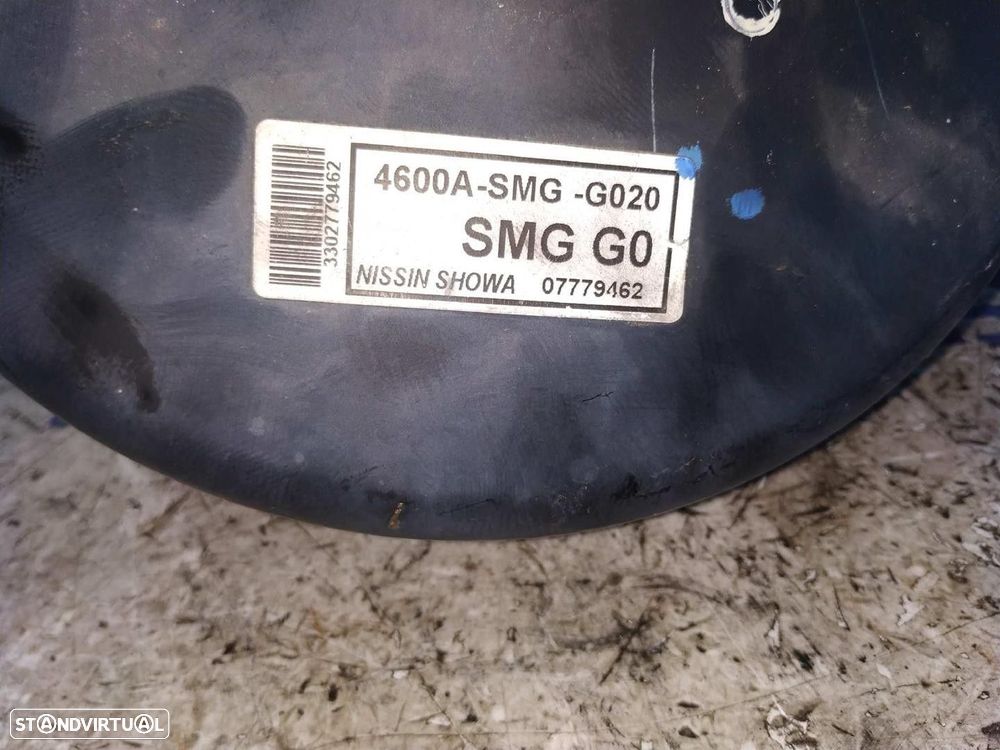 3302779462
4600A-SMG -G020
SMG G0
NISSIN SHOWA 07779462
STANDVIRTUAL